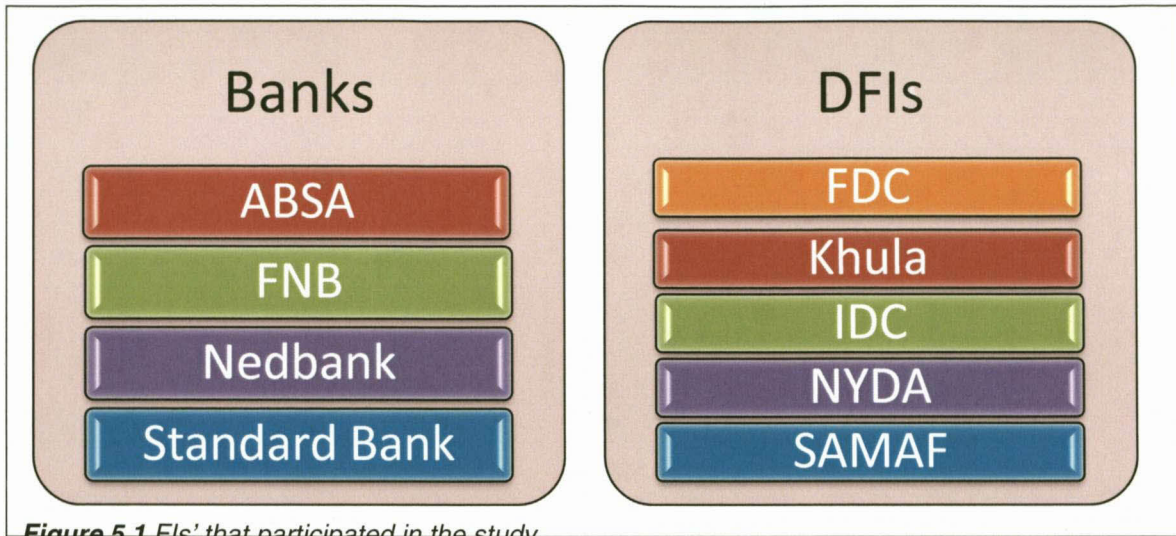 Banks
ABSA
FNB
Nedbank
Standard Bank
DFIs
FDC
Khula
IDC
NYDA
SAMAF
Figure 5.1 FIs' that participated in the study